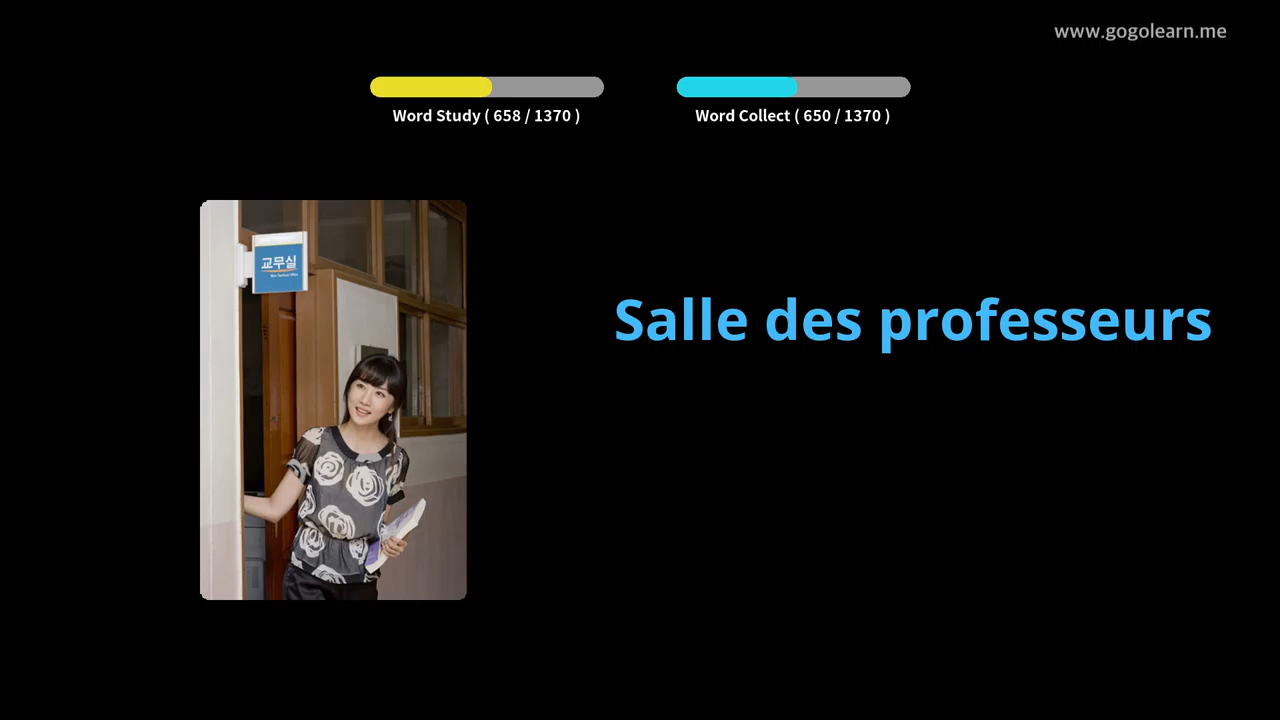 www.gogolearn.me
Word Study ( 658 / 1370 )
Word Collect ( 650 / 1370 )
교무실
Salle des professeurs